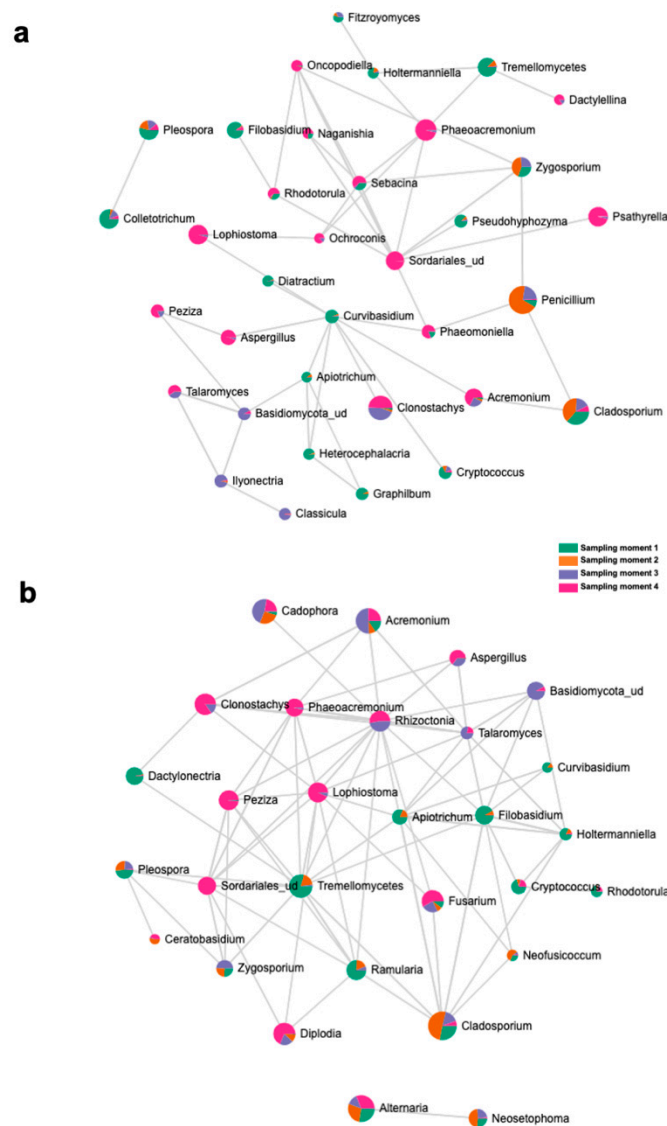 a
Fitzroyomyces
Oncopodiella
Holtermanniella
Tremellomycetes
Dactylellina
Pleospora
Filobasidium
Naganishia
Phaeoacremonium
Zygosporium
Rhodotorula
Sebacina
Colletotrichum
Lophiostoma
Ochroconis
Pseudohyphozyma
Psathyrella
Sordariales_ud
Diatractium
Penicillium
Peziza
Curvibasidium
Aspergillus
Phaeomoniella
Talaromyces
Apiotrichum
Basidiomycota_ud
Clonostachys
Acremonium
Cladosporium
Heterocephalacria
Cryptococcus
Ilyonectria
Graphilbum
Classicula
Sampling moment 1
Sampling moment 2
Sampling moment 3
Sampling moment 4
b
Cadophora
Acremonium
Aspergillus
Clonostachys
Phaeoacremonium
Basidiomycota_ud
Rhizoctonia
Talaromyces
Dactylonectria
Curvibasidium
Peziza
Lophiostoma
Apiotrichum
Filobasidium
Holtermanniella
Pleospora
Sordariales_ud
Tremellomycetes
Fusarium
Cryptococcus
Rhodotorula
Ceratobasidium
Zygosporium
Ramularia
Neofusicoccum
Diplodia
Cladosporium
Alternaria
Neosetophoma